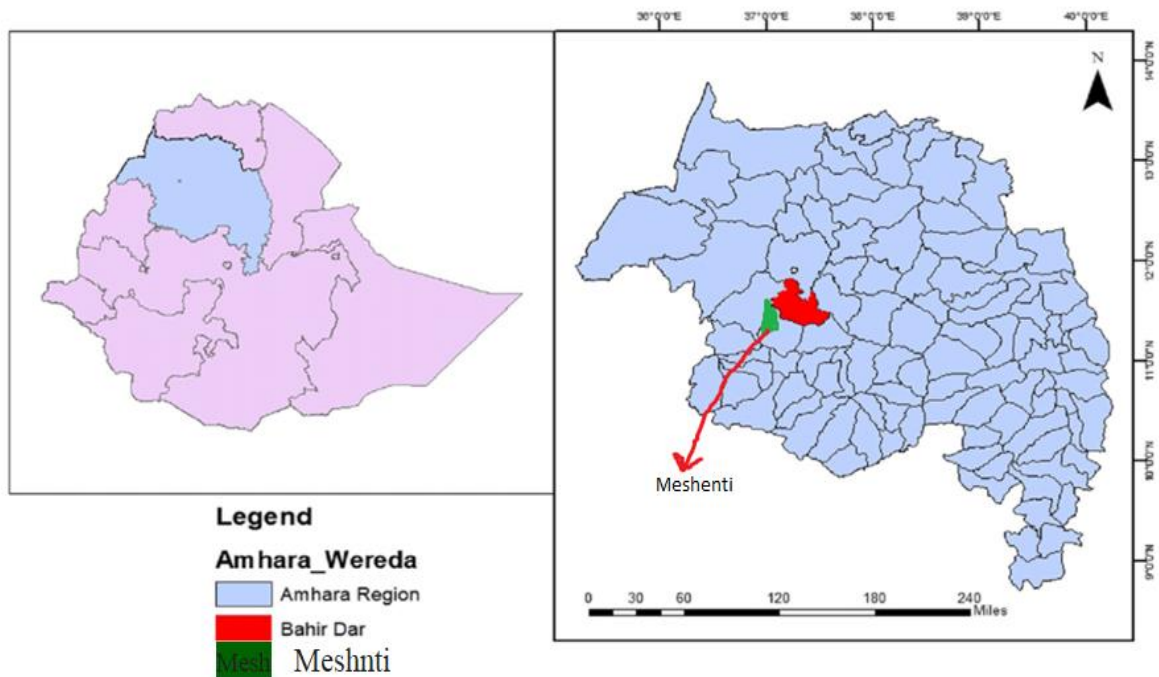 36°0'0"E 37°0'0"E 38°0'0"E 39°0'0"E 40°0'0"E
N
14°0'0"N
13°0'0"N
12°0'0"N
11°0'0"N
10°0'0"N
9°0'0"N
Meshenti
0 30 60 120 180 240
Miles
Legend
Amhara_Wereda
Amhara Region
Bahir Dar
Mesh Meshnti